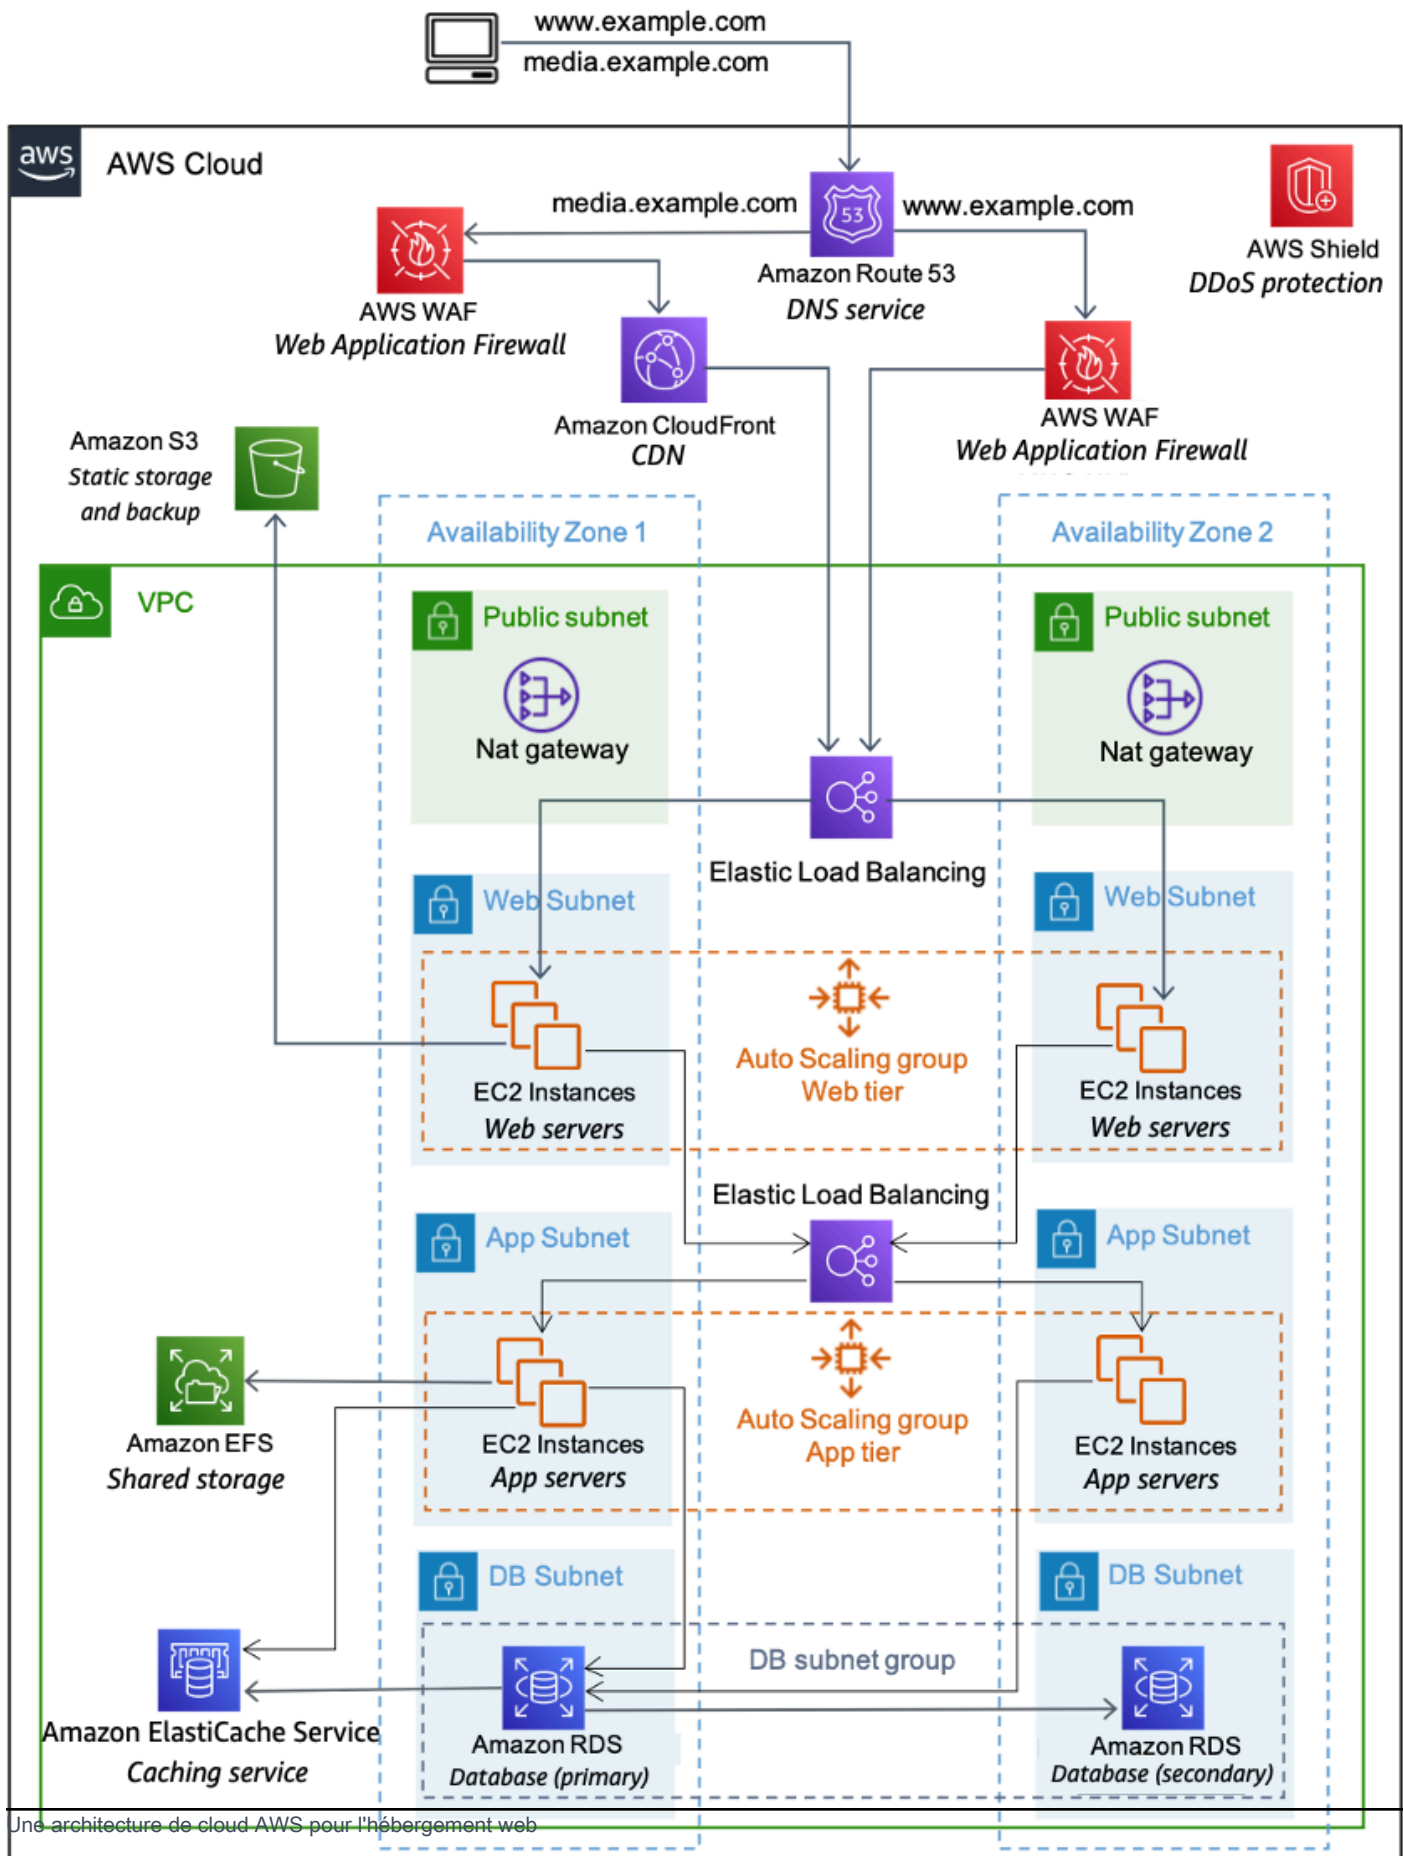 www.example.com
media.example.com
aws
AWS Cloud
media.example.com
53
www.example.com
Amazon Route 53
DNS service
AWS Shield
DDoS protection
AWS WAF
Web Application Firewall
Amazon CloudFront
CDN
AWS WAF
Web Application Firewall
Amazon S3
Static storage
and backup
Availability Zone 1
Availability Zone 2
VPC
Public subnet
Nat gateway
Public subnet
Nat gateway
Elastic Load Balancing
Web Subnet
Web Subnet
EC2 Instances
Web servers
Auto Scaling group
Web tier
EC2 Instances
Web servers
Elastic Load Balancing
App Subnet
App Subnet
Amazon EFS
Shared storage
EC2 Instances
App servers
Auto Scaling group
App tier
EC2 Instances
App servers
DB Subnet
DB Subnet
DB subnet group
Amazon ElastiCache Service
Caching service
Amazon RDS
Database (primary)
Amazon RDS
Database (secondary)
Une architecture de cloud AWS pour l'hébergement web